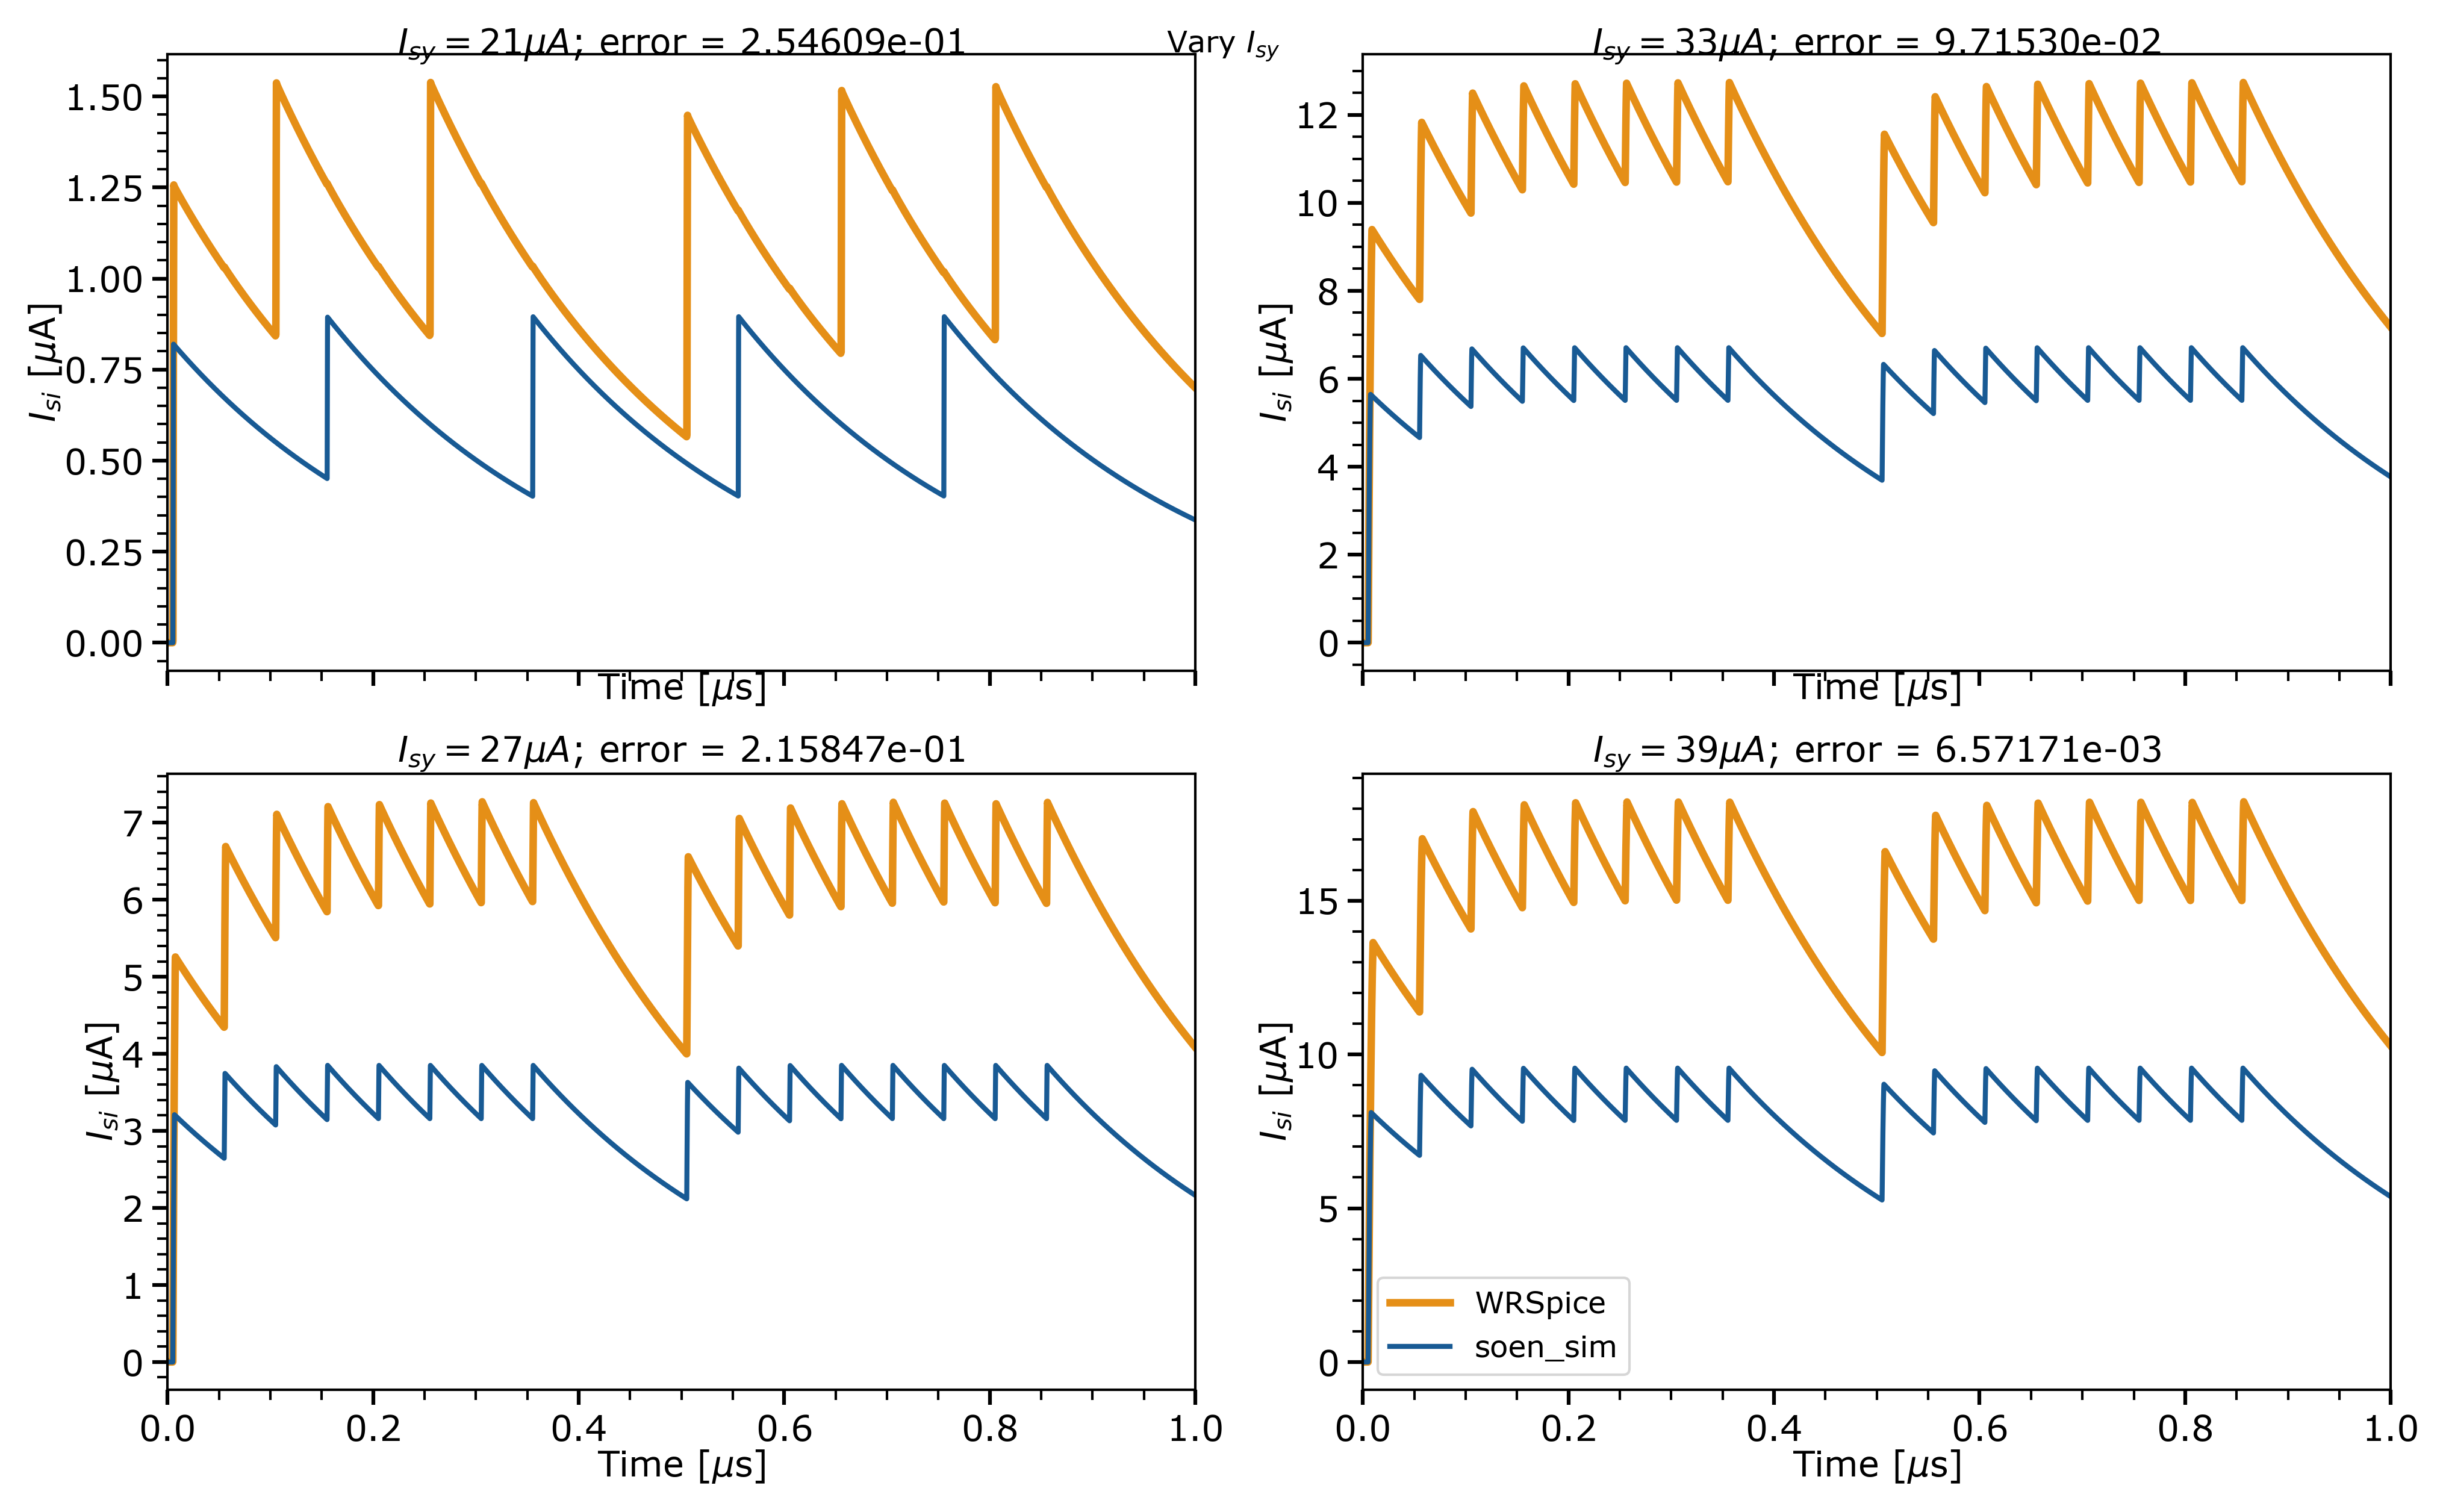 Vary I_sy
I_sy = 21μA; error = 2.54609e-01
1.50
1.25
1.00
0.75
0.50
0.25
0.00
I_si [μA]
Time [μs]
I_sy = 33μA; error = 9.71530e-02
12
10
8
6
4
2
0
I_si [μA]
Time [μs]
I_sy = 27μA; error = 2.15847e-01
7
6
5
4
3
2
1
0
I_si [μA]
0.0 0.2 0.4 0.6 0.8 1.0
Time [μs]
I_sy = 39μA; error = 6.57171e-03
15
10
5
0
I_si [μA]
WRSpice
soen_sim
0.0 0.2 0.4 0.6 0.8 1.0
Time [μs]